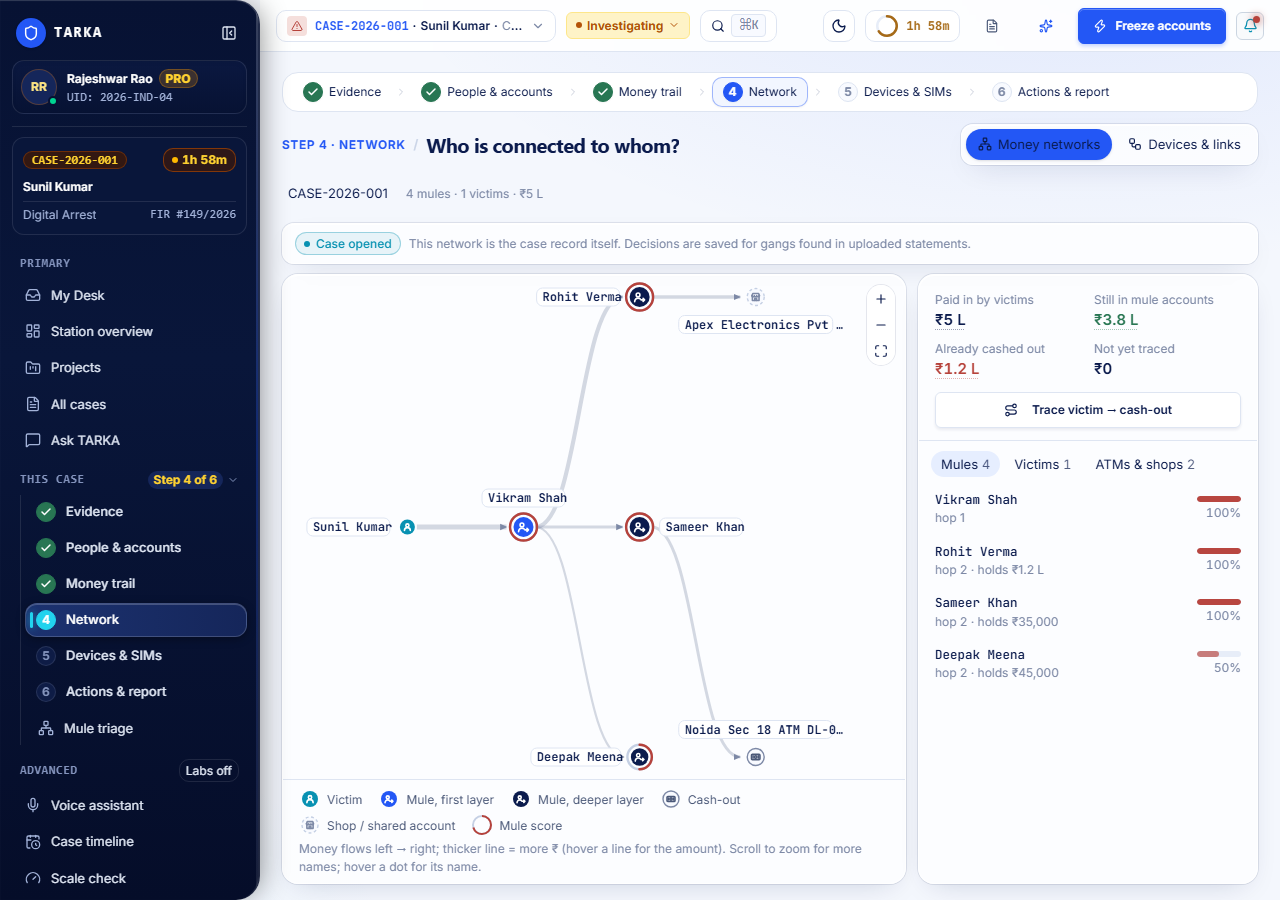 TARKA
CASE-2026-001 · Sunil Kumar · C...
Investigating
⌘K
1h 58m
Freeze accounts
RR
Rajeshwar Rao PRO
UID: 2026-IND-04
CASE-2026-001
1h 58m
Sunil Kumar
Digital Arrest
FIR #149/2026
PRIMARY
My Desk
Station overview
Projects
All cases
Ask TARKA
THIS CASE
Step 4 of 6
Evidence
People & accounts
Money trail
4 Network
5 Devices & SIMs
6 Actions & report
Mule triage
ADVANCED
Labs off
Voice assistant
Case timeline
Scale check
Evidence
People & accounts
Money trail
4 Network
5 Devices & SIMs
6 Actions & report
STEP 4 · NETWORK / Who is connected to whom?
Money networks
Devices & links
CASE-2026-001
4 mules · 1 victims · ₹5 L
Case opened
This network is the case record itself. Decisions are saved for gangs found in uploaded statements.
Rohit Verma
Apex Electronics Pvt …
Vikram Shah
Sunil Kumar
Sameer Khan
Noida Sec 18 ATM DL-0…
Deepak Meena
+
−
Victim
Mule, first layer
Mule, deeper layer
Cash-out
Shop / shared account
Mule score
Money flows left → right; thicker line = more ₹ (hover a line for the amount). Scroll to zoom for more
names; hover a dot for its name.
Paid in by victims
₹5 L
Still in mule accounts
₹3.8 L
Already cashed out
₹1.2 L
Not yet traced
₹0
Trace victim → cash-out
Mules 4
Victims 1
ATMs & shops 2
Vikram Shah
hop 1
100%
Rohit Verma
hop 2 · holds ₹1.2 L
100%
Sameer Khan
hop 2 · holds ₹35,000
100%
Deepak Meena
hop 2 · holds ₹45,000
50%